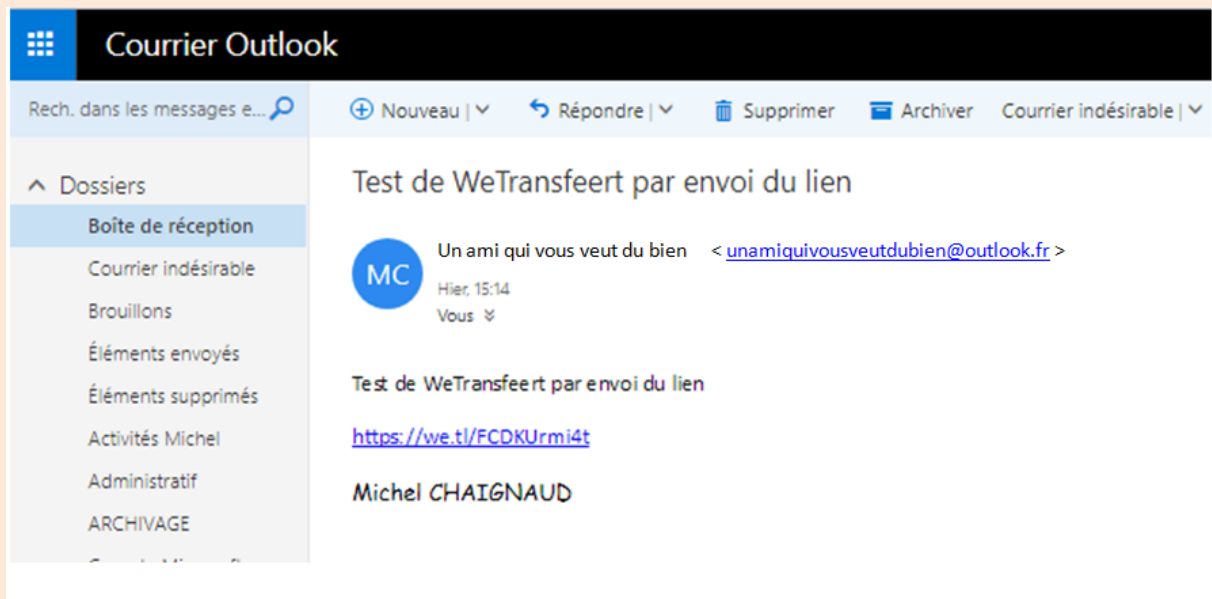 Courrier Outlook
Rech. dans les messages e...
Nouveau | Répondre | Supprimer Archiver Courrier indésirable |
Dossiers
Boîte de réception
Courrier indésirable
Brouillons
Éléments envoyés
Éléments supprimés
Activités Michel
Administratif
ARCHIVAGE
Test de WeTransfeert par envoi du lien
MC
Un ami qui vous veut du bien < unamiquivousveutdubien@outlook.fr >
Hier, 15:14
Vous
Test de WeTransfeert par envoi du lien
https://we.tl/FCDKUrmi4t
Michel CHAIGNAUD